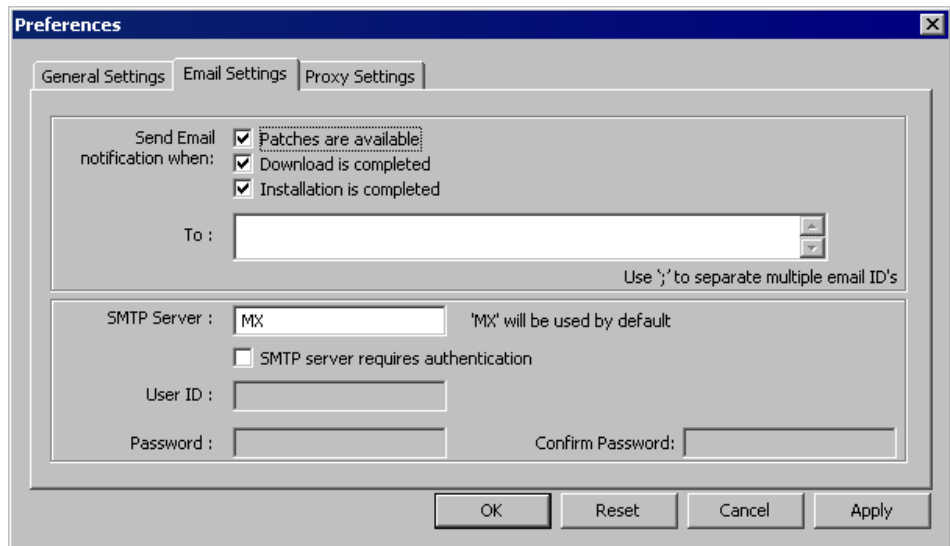 Preferences
General Settings Email Settings Proxy Settings
Send Email notification when:
Patches are available
Download is completed
Installation is completed
To :
Use ';' to separate multiple email ID's
SMTP Server : MX 'MX' will be used by default
SMTP server requires authentication
User ID :
Password : Confirm Password:
OK Reset Cancel Apply